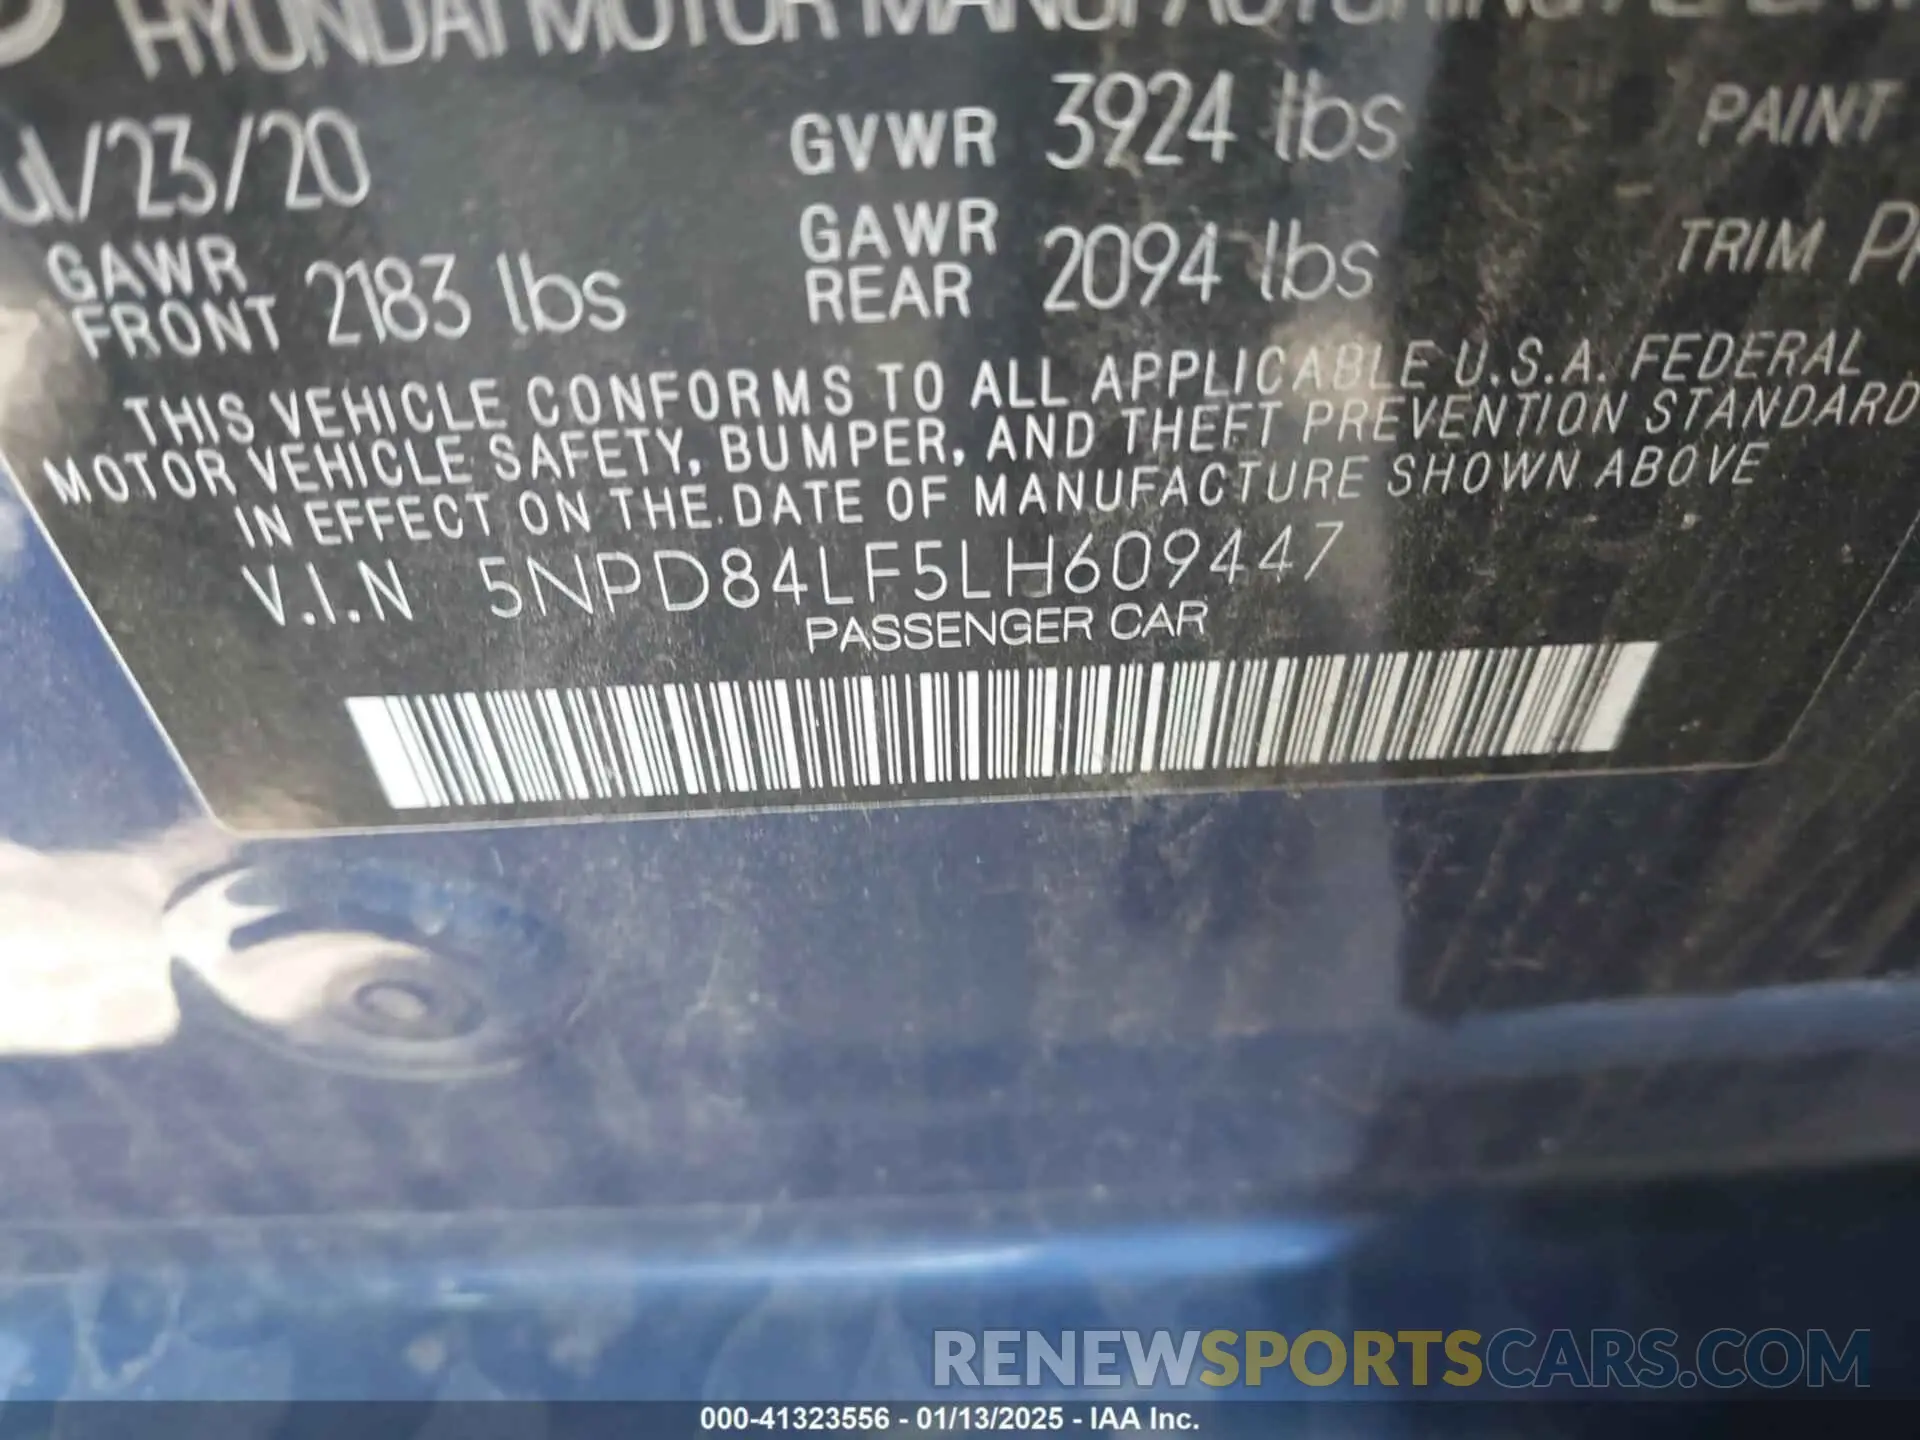 HYUNDAI MOTOR MANUFACTURING
ul/23/20 GVWR 3924 lbs PAINT
GAWR FRONT 2183 lbs GAWR REAR 2094 lbs TRIM
THIS VEHICLE CONFORMS TO ALL APPLICABLE U.S.A. FEDERAL
MOTOR VEHICLE SAFETY, BUMPER, AND THEFT PREVENTION STANDARD
IN EFFECT ON THE DATE OF MANUFACTURE SHOWN ABOVE
V.I.N 5NPD84LF5LH609447
PASSENGER CAR
RENEWSPORTSCARS.COM
000-41323556 - 01/13/2025 - IAA Inc.